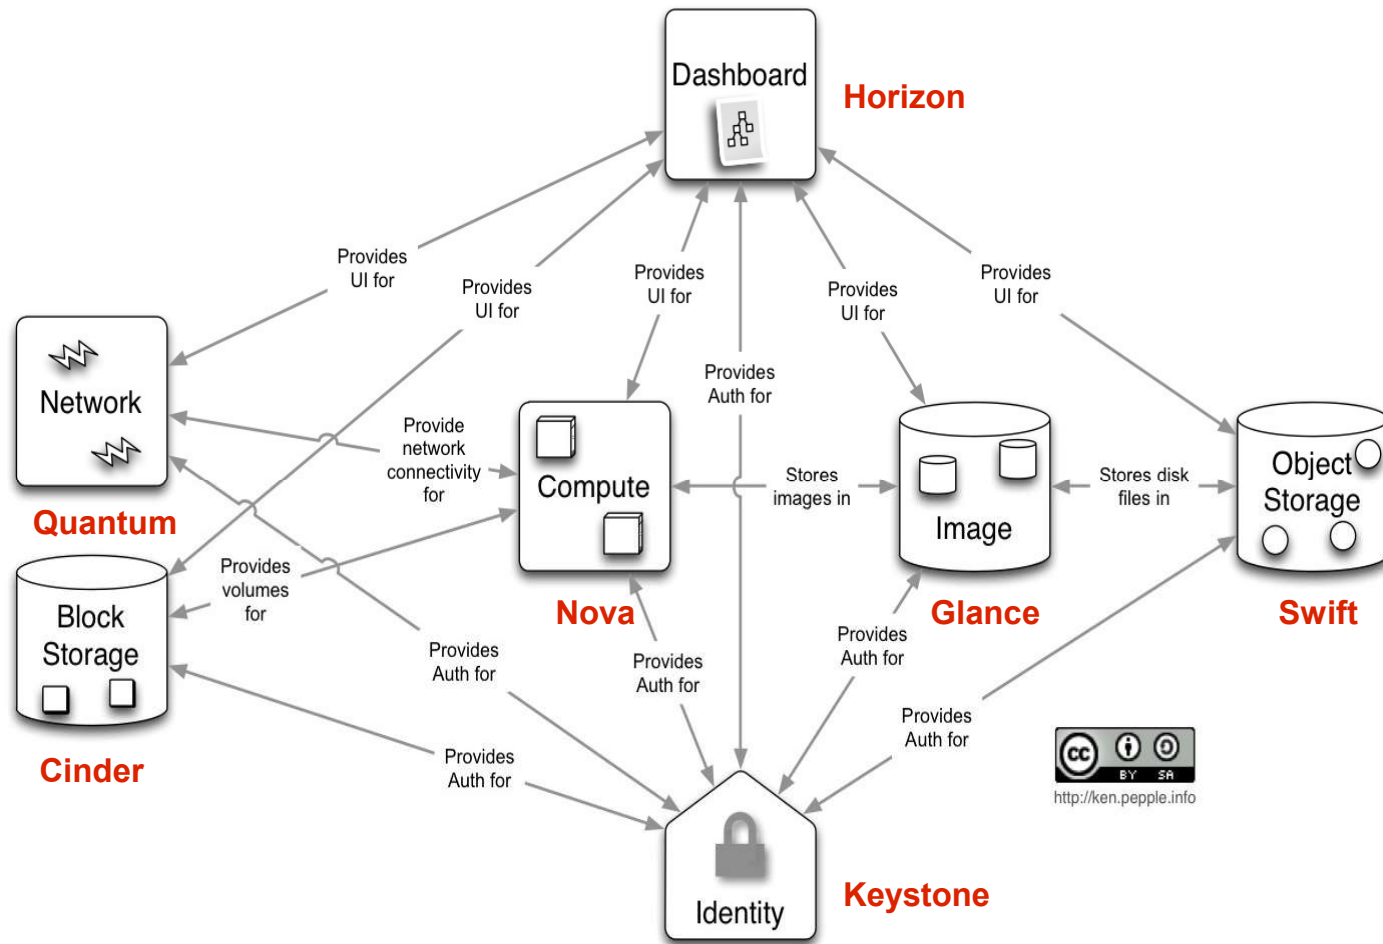 Dashboard
Horizon
Provides
UI for
Provides
UI for
Provides
UI for
Provides
UI for
Provides
UI for
Network
Quantum
Provides
Auth for
Provide
network
connectivity
for
Compute
Nova
Stores
images in
Image
Glance
Stores disk
files in
Object
Storage
Swift
Provides
volumes
for
Block
Storage
Cinder
Provides
Auth for
Provides
Auth for
Provides
Auth for
Provides
Auth for
Provides
Auth for
Identity
Keystone
cc
BY SA
http://ken.pepple.info